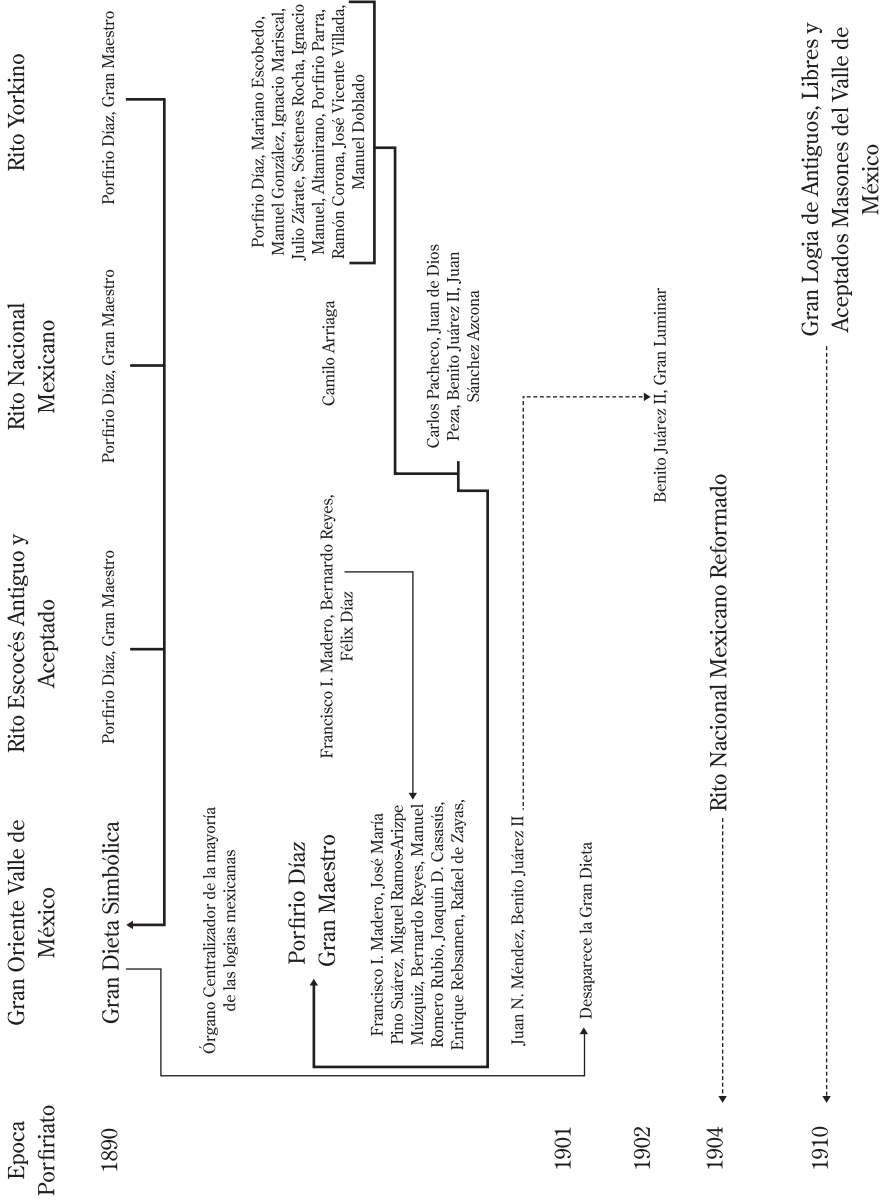 Epoca
Porfiriato
Gran Oriente Valle de
México
Rito Escocés Antiguo y
Aceptado
Rito Nacional
Mexicano
Rito Yorkino
1890
Gran Dieta Simbólica
Porfirio Díaz, Gran Maestro
Porfirio Díaz, Gran Maestro
Porfirio Díaz, Gran Maestro
Órgano Centralizador de la mayoría
de las logias mexicanas
Porfirio Díaz
Gran Maestro
Francisco I. Madero, Bernardo Reyes,
Félix Díaz
Camilo Arriaga
Porfirio Díaz, Mariano Escobedo,
Manuel González, Ignacio Mariscal,
Julio Zárate, Sóstenes Rocha, Ignacio
Manuel, Altamirano, Porfirio Parra,
Ramón Corona, José Vicente Villada,
Manuel Doblado
Francisco I. Madero, José María
Pino Suárez, Miguel Ramos-Arizpe
Múzquiz, Bernardo Reyes, Manuel
Romero Rubio, Joaquín D. Casasús,
Enrique Rebsamen, Rafael de Zayas,
Carlos Pacheco, Juan de Dios
Peza, Benito Juárez II, Juan
Sánchez Azcona
Juan N. Méndez, Benito Juárez II
1901
Desaparece la Gran Dieta
1902
Benito Juárez II, Gran Luminar
1904
Rito Nacional Mexicano Reformado
1910
Gran Logia de Antiguos, Libres y
Aceptados Masones del Valle de
México